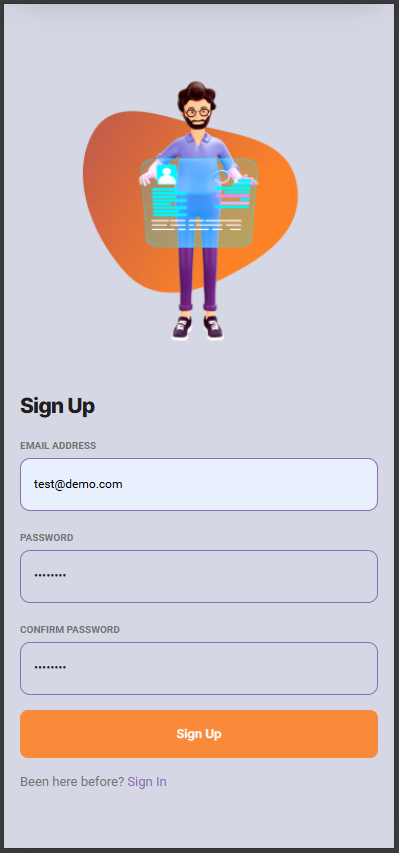 Sign Up
EMAIL ADDRESS
test@demo.com
PASSWORD
••••••••
CONFIRM PASSWORD
••••••••
Sign Up
Been here before? Sign In